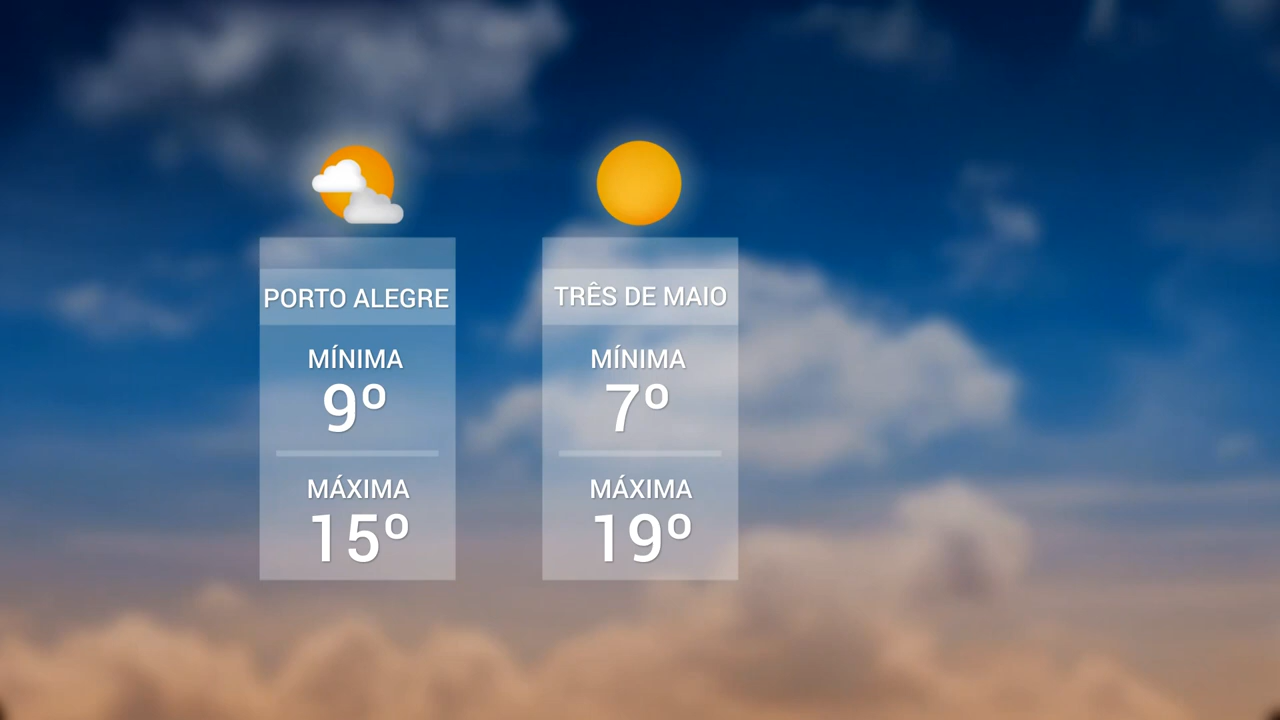 PORTO ALEGRE
MÍNIMA
9º
MÁXIMA
15º
TRÊS DE MAIO
MÍNIMA
7º
MÁXIMA
19º